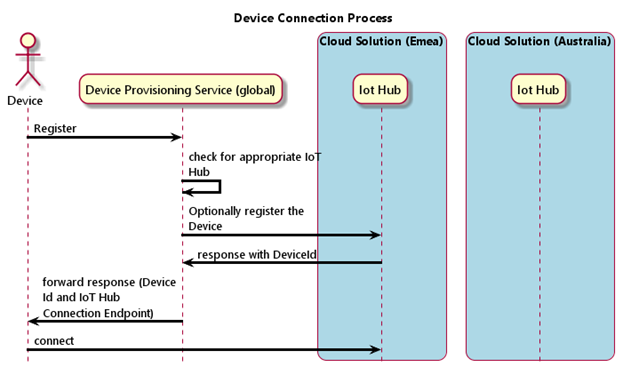 Device Connection Process
Cloud Solution (Emea)
Cloud Solution (Australia)
Device
Device Provisioning Service (global)
Iot Hub
Iot Hub
Register
check for appropriate IoT
Hub
Optionally register the
Device
response with DeviceId
forward response (Device
Id and IoT Hub
Connection Endpoint)
connect